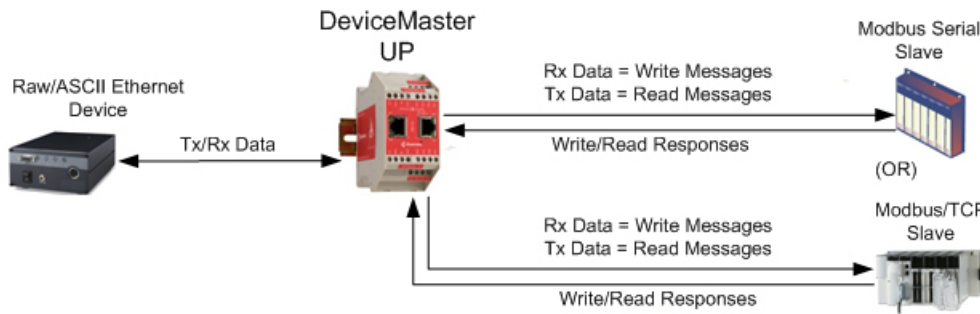 DeviceMaster
UP
Raw/ASCII Ethernet
Device
Tx/Rx Data
Rx Data = Write Messages
Tx Data = Read Messages
Write/Read Responses
Modbus Serial
Slave
(OR)
Rx Data = Write Messages
Tx Data = Read Messages
Write/Read Responses
Modbus/TCP
Slave